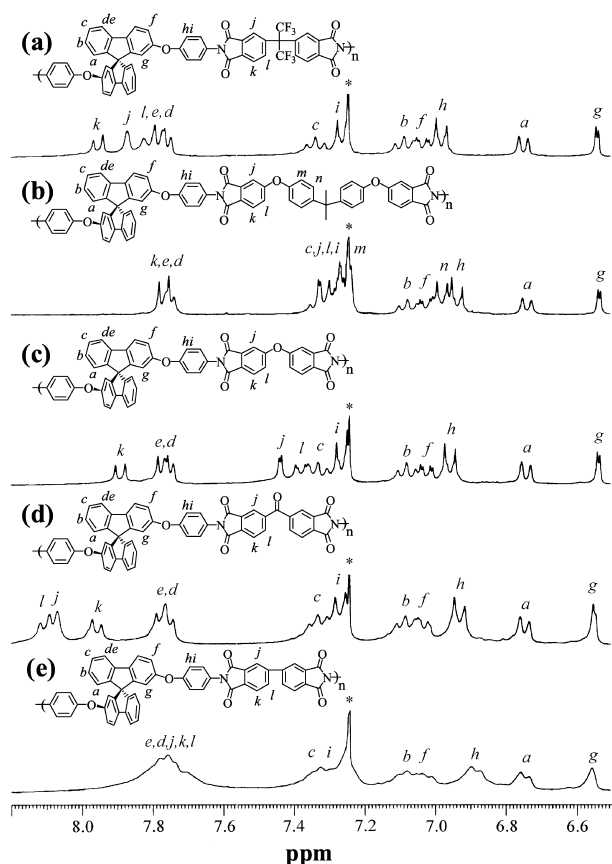 (a)
c de f hi j
b O N O CF₃ N n
a g k l CF₃
O
k j l, e, d c i * b f h a g
(b)
c de f hi j m n
b O N O O O N n
a g k l
O
k,e,d c,j,l,i * m b f n h a g
(c)
c de f hi j
b O N O O N n
a g k l
O
k e,d j l c i * b f h a g
(d)
c de f hi j
b O N O O N n
a g k l
O
l j k e,d c i * b f h a g
(e)
c de f hi j
b O N O N n
a g k l
O
e,d,j,k,l c i * b f h a g
8.0 7.8 7.6 7.4 7.2 7.0 6.8 6.6
ppm